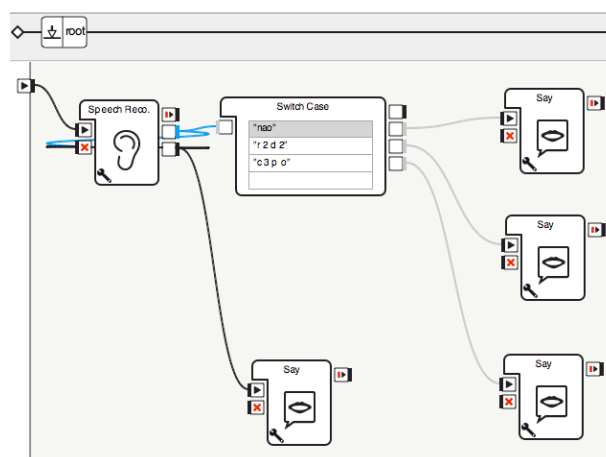 root
Speech Reco.
Switch Case
"nao"
"r 2 d 2"
"c 3 p o"
Say
Say
Say
Say